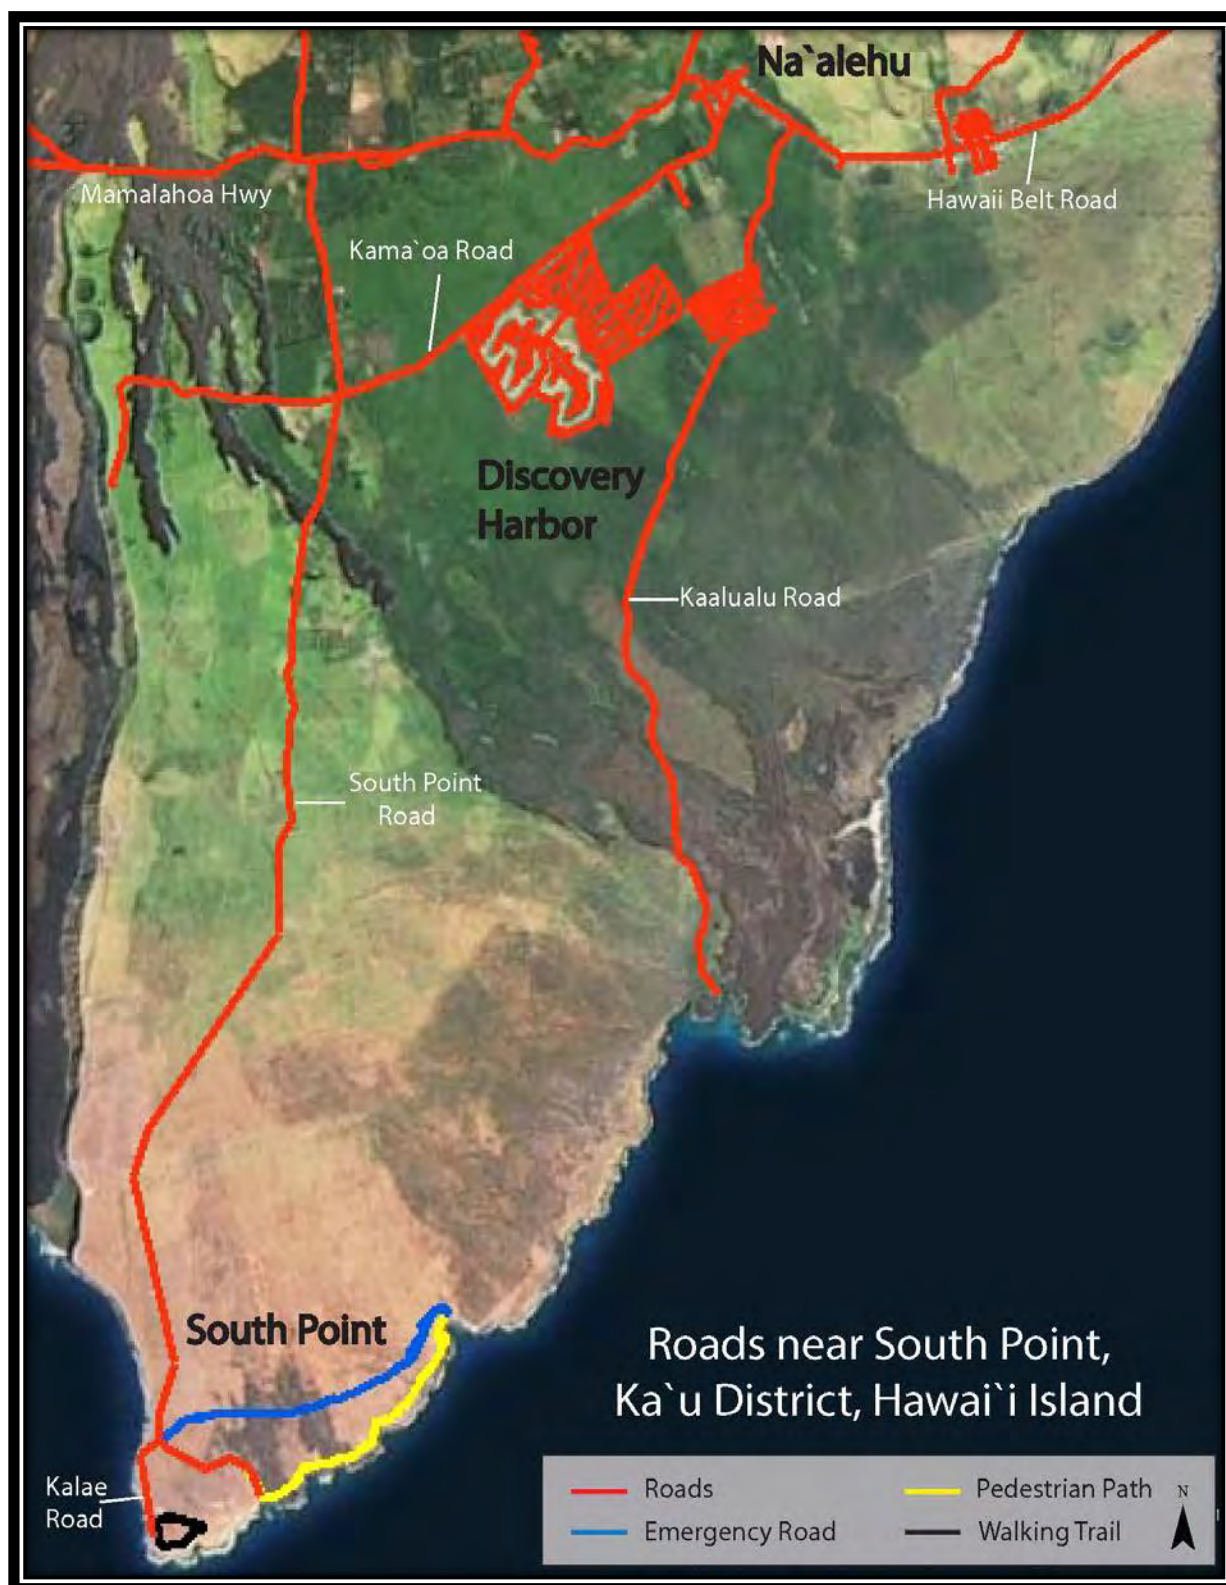 Na`alehu
Mamalahoa Hwy
Hawaii Belt Road
Kama`oa Road
Discovery
Harbor
Kaalualu Road
South Point
Road
South Point
Roads near South Point,
Ka`u District, Hawai`i Island
Kalae
Road
Roads
Pedestrian Path
N
Emergency Road
Walking Trail